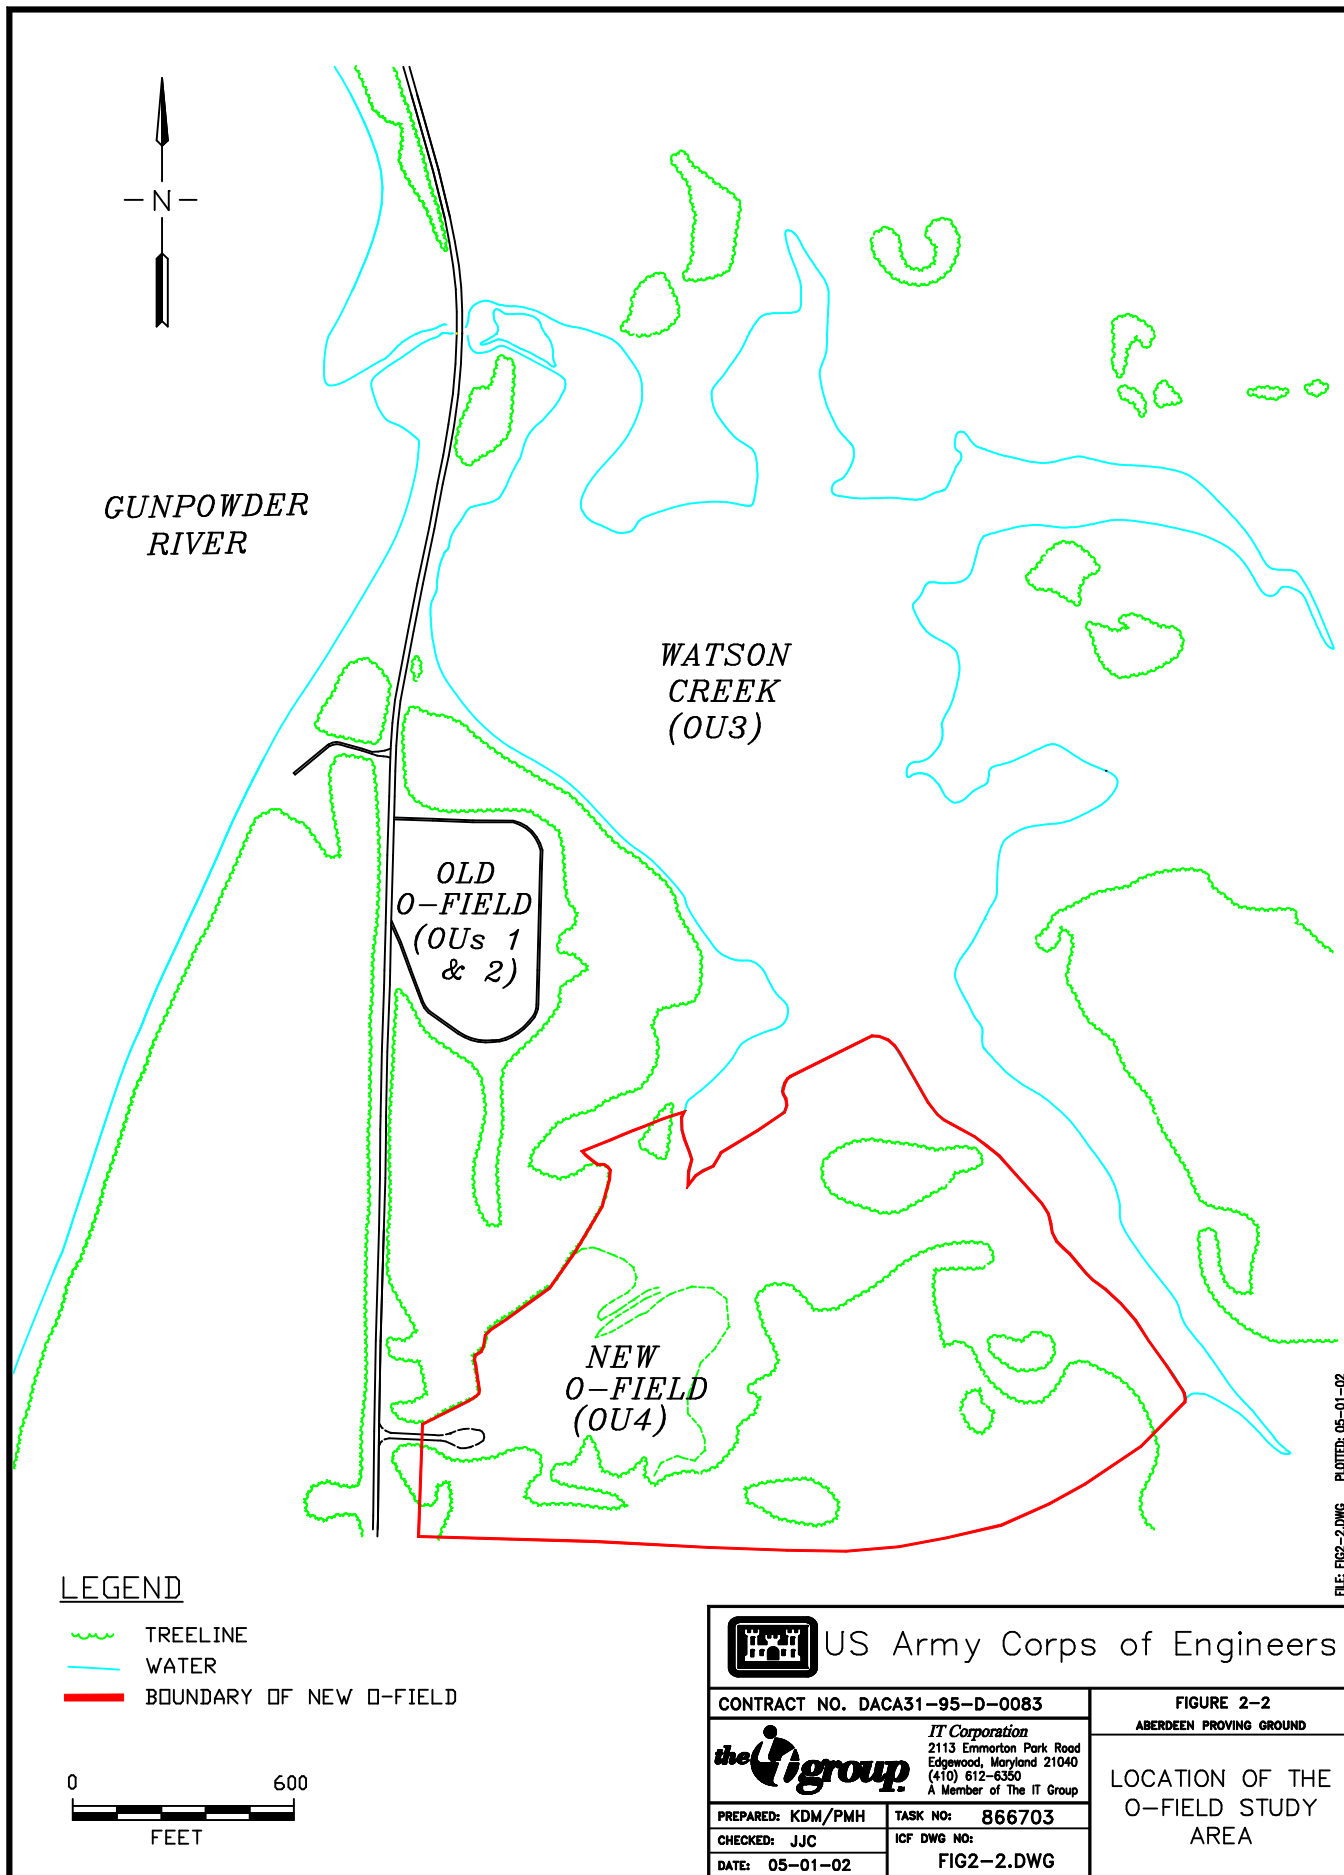 N
GUNPOWDER
RIVER
WATSON
CREEK
(OU3)
OLD
O-FIELD
(OUs 1
& 2)
NEW
O-FIELD
(OU4)
LEGEND
TREELINE
WATER
BOUNDARY OF NEW O-FIELD
0 600
FEET
FILE: FIG2-2.DWG PLOTTED: 05-01-02
US Army Corps of Engineers
CONTRACT NO. DACA31-95-D-0083
FIGURE 2-2
ABERDEEN PROVING GROUND
the it group
IT Corporation
2113 Emmorton Park Road
Edgewood, Maryland 21040
(410) 612-6350
A Member of The IT Group
LOCATION OF THE
O-FIELD STUDY
AREA
PREPARED: KDM/PMH
TASK NO: 866703
CHECKED: JJC
ICF DWG NO:
FIG2-2.DWG
DATE: 05-01-02